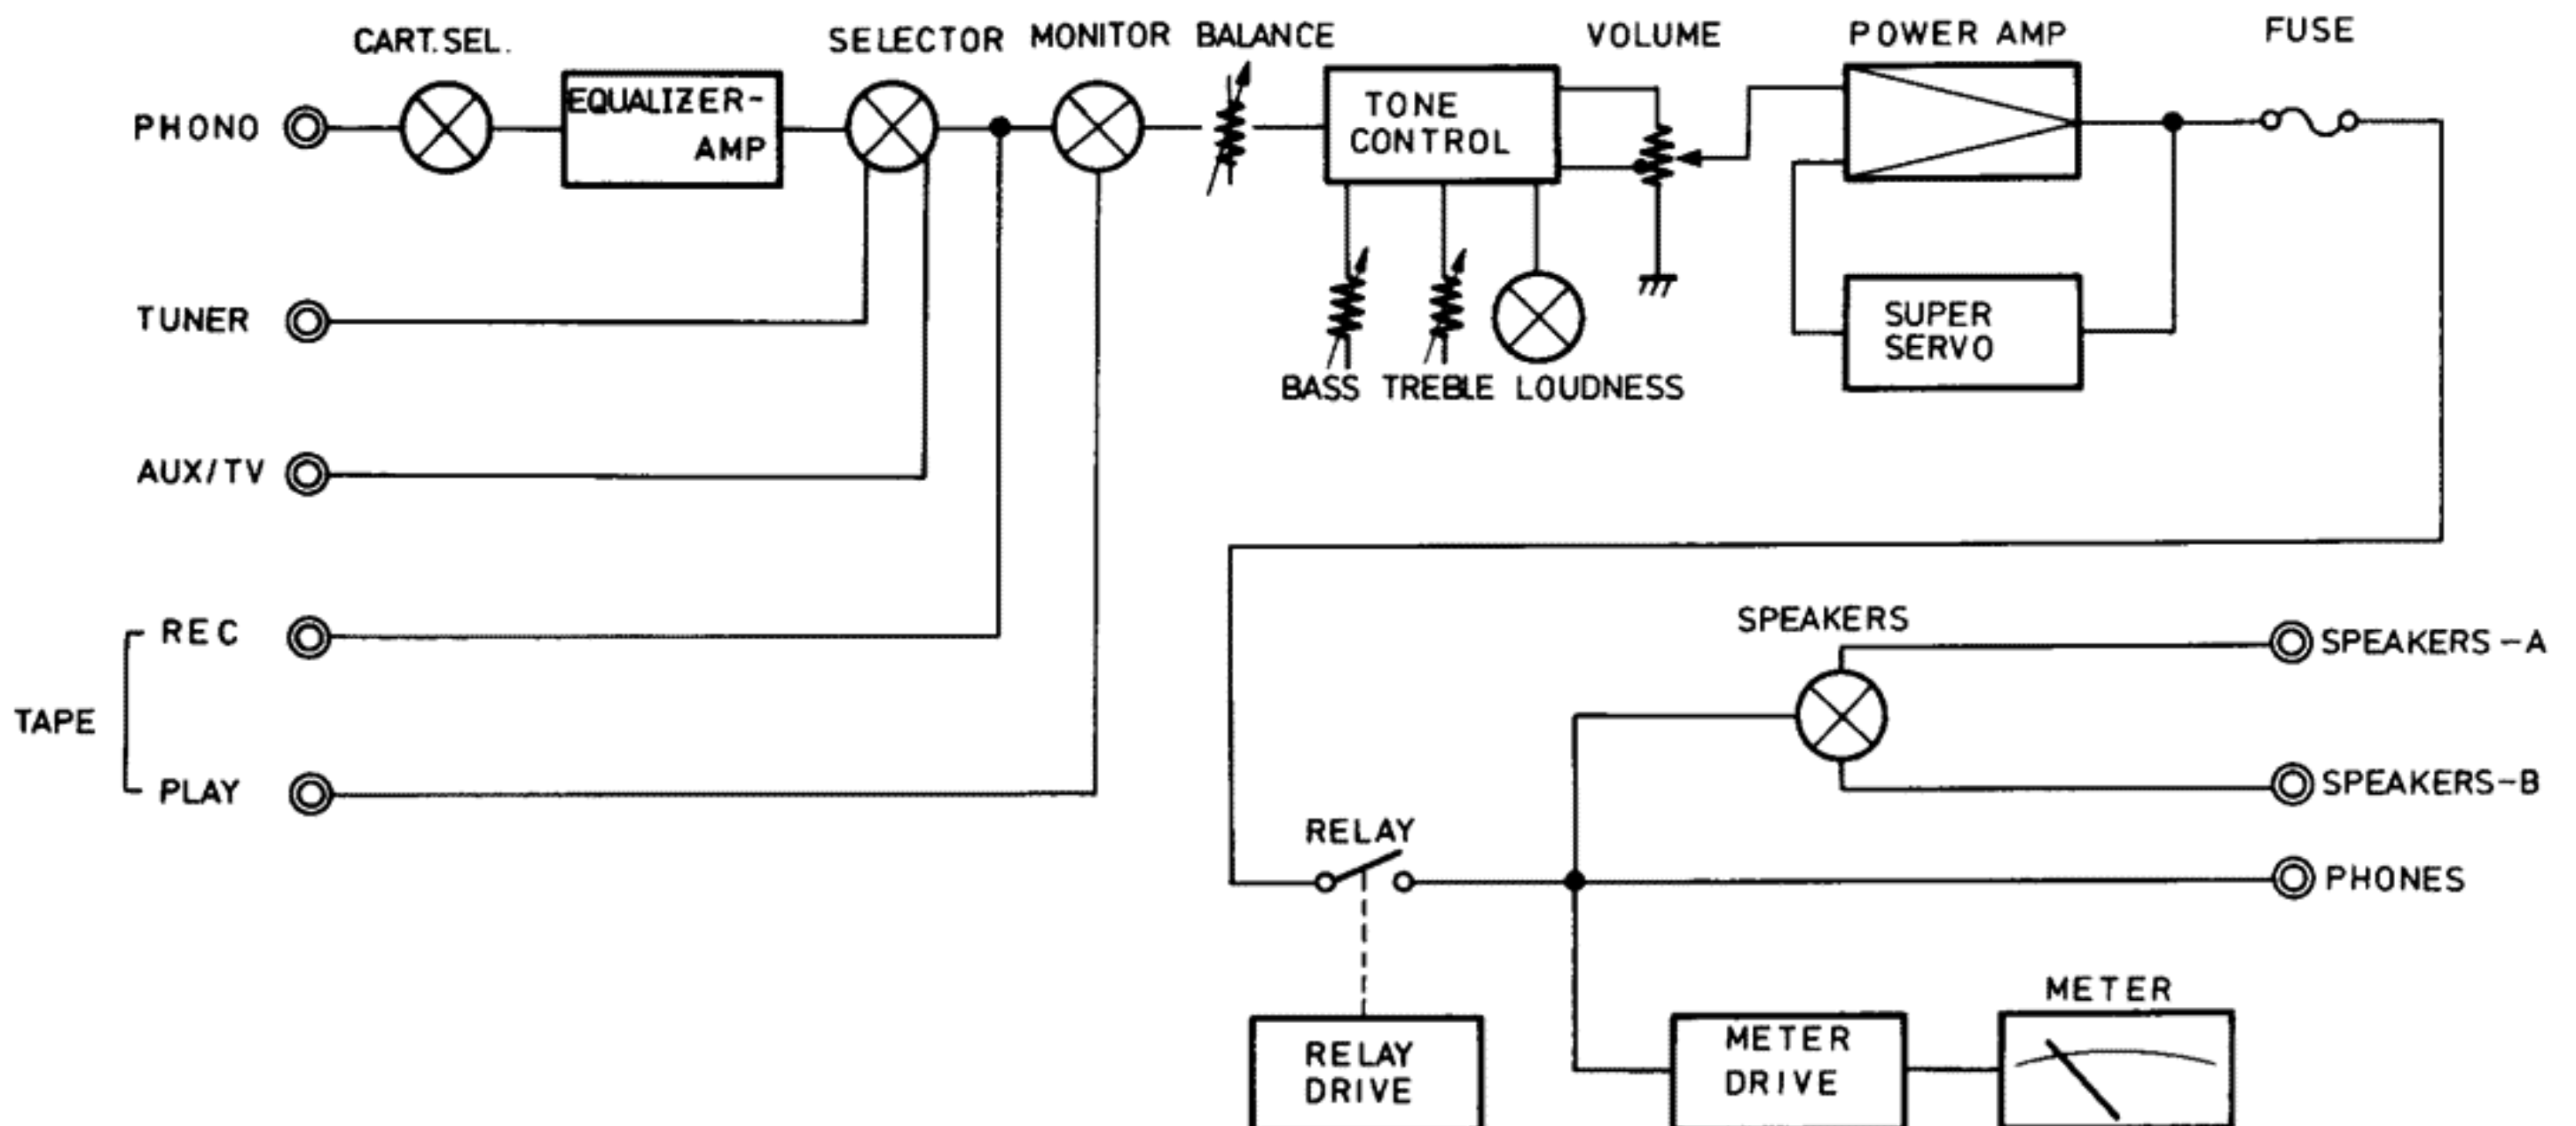 CART.SEL.
SELECTOR
MONITOR
BALANCE
VOLUME
POWER AMP
FUSE
PHONO
EQUALIZER-
AMP
TONE
CONTROL
TUNER
SUPER
SERVO
BASS
TREBLE
LOUDNESS
AUX/TV
REC
TAPE
PLAY
SPEAKERS
SPEAKERS-A
SPEAKERS-B
RELAY
PHONES
RELAY
DRIVE
METER
DRIVE
METER